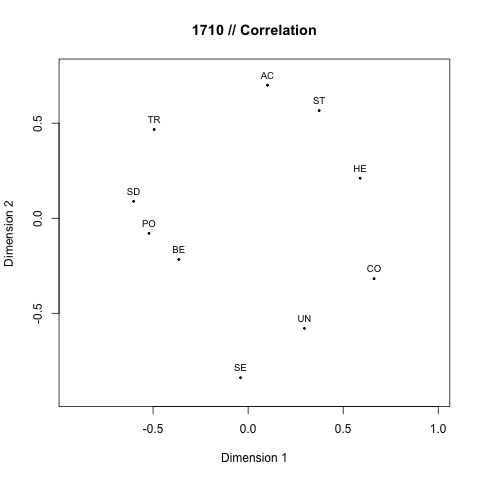 1710 // Correlation
AC
ST
TR
HE
SD
PO
BE
CO
UN
SE
0.5
0.0
-0.5
Dimension 2
-0.5 0.0 0.5 1.0
Dimension 1